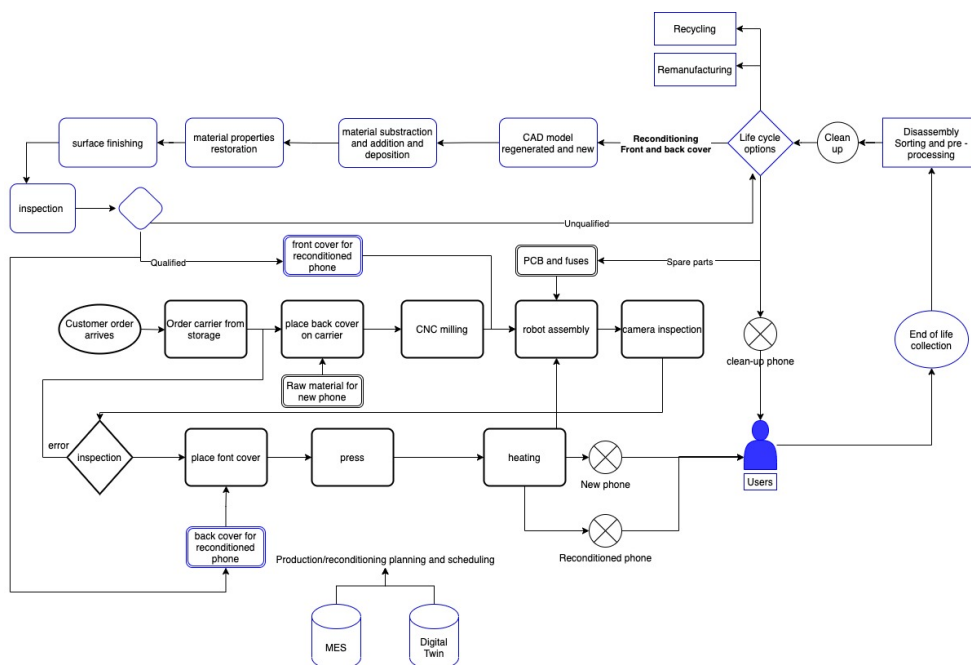 Recycling
Remanufacturing
surface finishing
material properties
restoration
material substraction
and addition and
deposition
CAD model
regenerated and new
Reconditioning
Front and back cover
Life cycle
options
Clean
up
Disassembly
Sorting and pre -
processing
inspection
Unqualified
Qualified
front cover for
reconditioned
phone
PCB and fuses
Spare parts
Customer order
arrives
Order carrier from
storage
place back cover
on carrier
CNC milling
robot assembly
camera inspection
clean-up phone
End of life
collection
Raw material for
new phone
error
inspection
place font cover
press
heating
New phone
Users
back cover for
reconditioned
phone
Reconditioned phone
Production/reconditioning planning and scheduling
MES
Digital
Twin